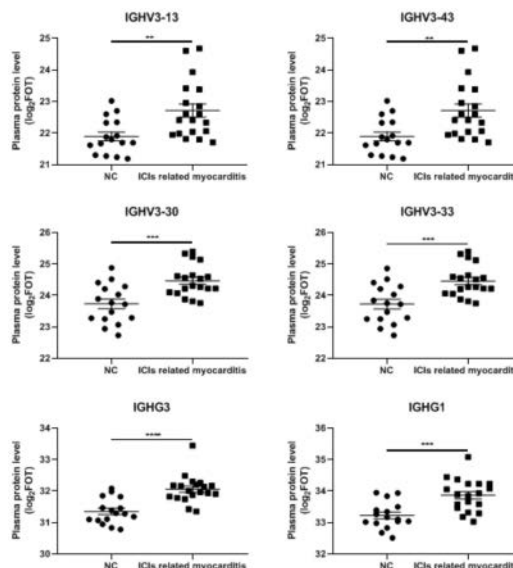 IGHV3-13
**
Plasma protein level
(log₂FOT)
25
24
23
22
21
NC
ICIs related myocarditis
IGHV3-43
**
Plasma protein level
(log₂FOT)
25
24
23
22
21
NC
ICIs related myocarditis
IGHV3-30
***
Plasma protein level
(log₂FOT)
26
25
24
23
22
NC
ICIs related myocarditis
IGHV3-33
***
Plasma protein level
(log₂FOT)
26
25
24
23
22
NC
ICIs related myocarditis
IGHG3
****
Plasma protein level
(log₂FOT)
34
33
32
31
30
NC
ICIs related myocarditis
IGHG1
***
Plasma protein level
(log₂FOT)
36
35
34
33
32
NC
ICIs related myocarditis